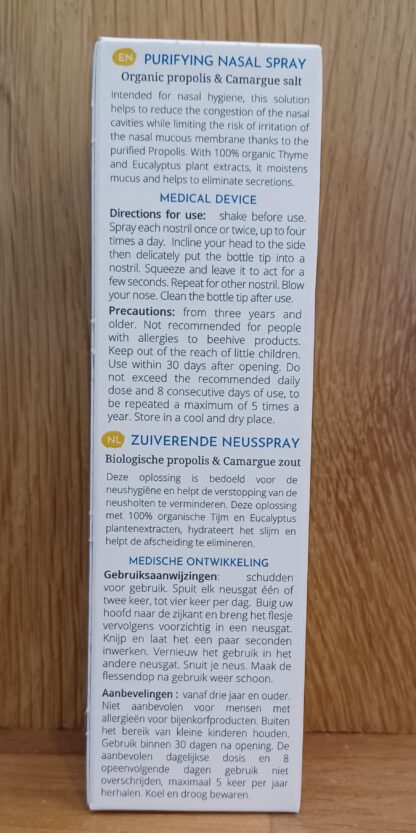 EN PURIFYING NASAL SPRAY
Organic propolis & Camargue salt
Intended for nasal hygiene, this solution
helps to reduce the congestion of the nasal
cavities while limiting the risk of irritation of
the nasal mucous membrane thanks to the
purified Propolis. With 100% organic Thyme
and Eucalyptus plant extracts, it moistens
mucus and helps to eliminate secretions.
MEDICAL DEVICE
Directions for use: shake before use.
Spray each nostril once or twice, up to four
times a day. Incline your head to the side
then delicately put the bottle tip into a
nostril. Squeeze and leave it to act for a
few seconds. Repeat for other nostril. Blow
your nose. Clean the bottle tip after use.
Precautions: from three years and
older. Not recommended for people
with allergies to beehive products.
Keep out of the reach of little children.
Use within 30 days after opening. Do
not exceed the recommended daily
dose and 8 consecutive days of use, to
be repeated a maximum of 5 times a
year. Store in a cool and dry place.
NL ZUIVERENDE NEUSSPRAY
Biologische propolis & Camargue zout
Deze oplossing is bedoeld voor de
neushygiëne en helpt de verstopping van de
neusholten te verminderen. Deze oplossing
met 100% organische Tijm en Eucalyptus
plantenextracten, hydrateert het slijm en
helpt de afscheiding te elimineren.
MEDISCHE ONTWIKKELING
Gebruiksaanwijzingen: schudden
voor gebruik. Spuit elk neusgat één of
twee keer, tot vier keer per dag. Buig uw
hoofd naar de zijkant en breng het flesje
vervolgens voorzichtig in een neusgat.
Knijp en laat het een paar seconden
inwerken. Vernieuw het gebruik in het
andere neusgat. Snuit je neus. Maak de
flessendop na gebruik weer schoon.
Aanbevelingen : vanaf drie jaar en ouder.
Niet aanbevolen voor mensen met
allergieën voor bijenkorfproducten. Buiten
het bereik van kleine kinderen houden.
Gebruik binnen 30 dagen na opening. De
aanbevolen dagelijkse dosis en 8
opeenvolgende dagen gebruik niet
overschrijden, maximaal 5 keer per jaar
herhalen. Koel en droog bewaren.